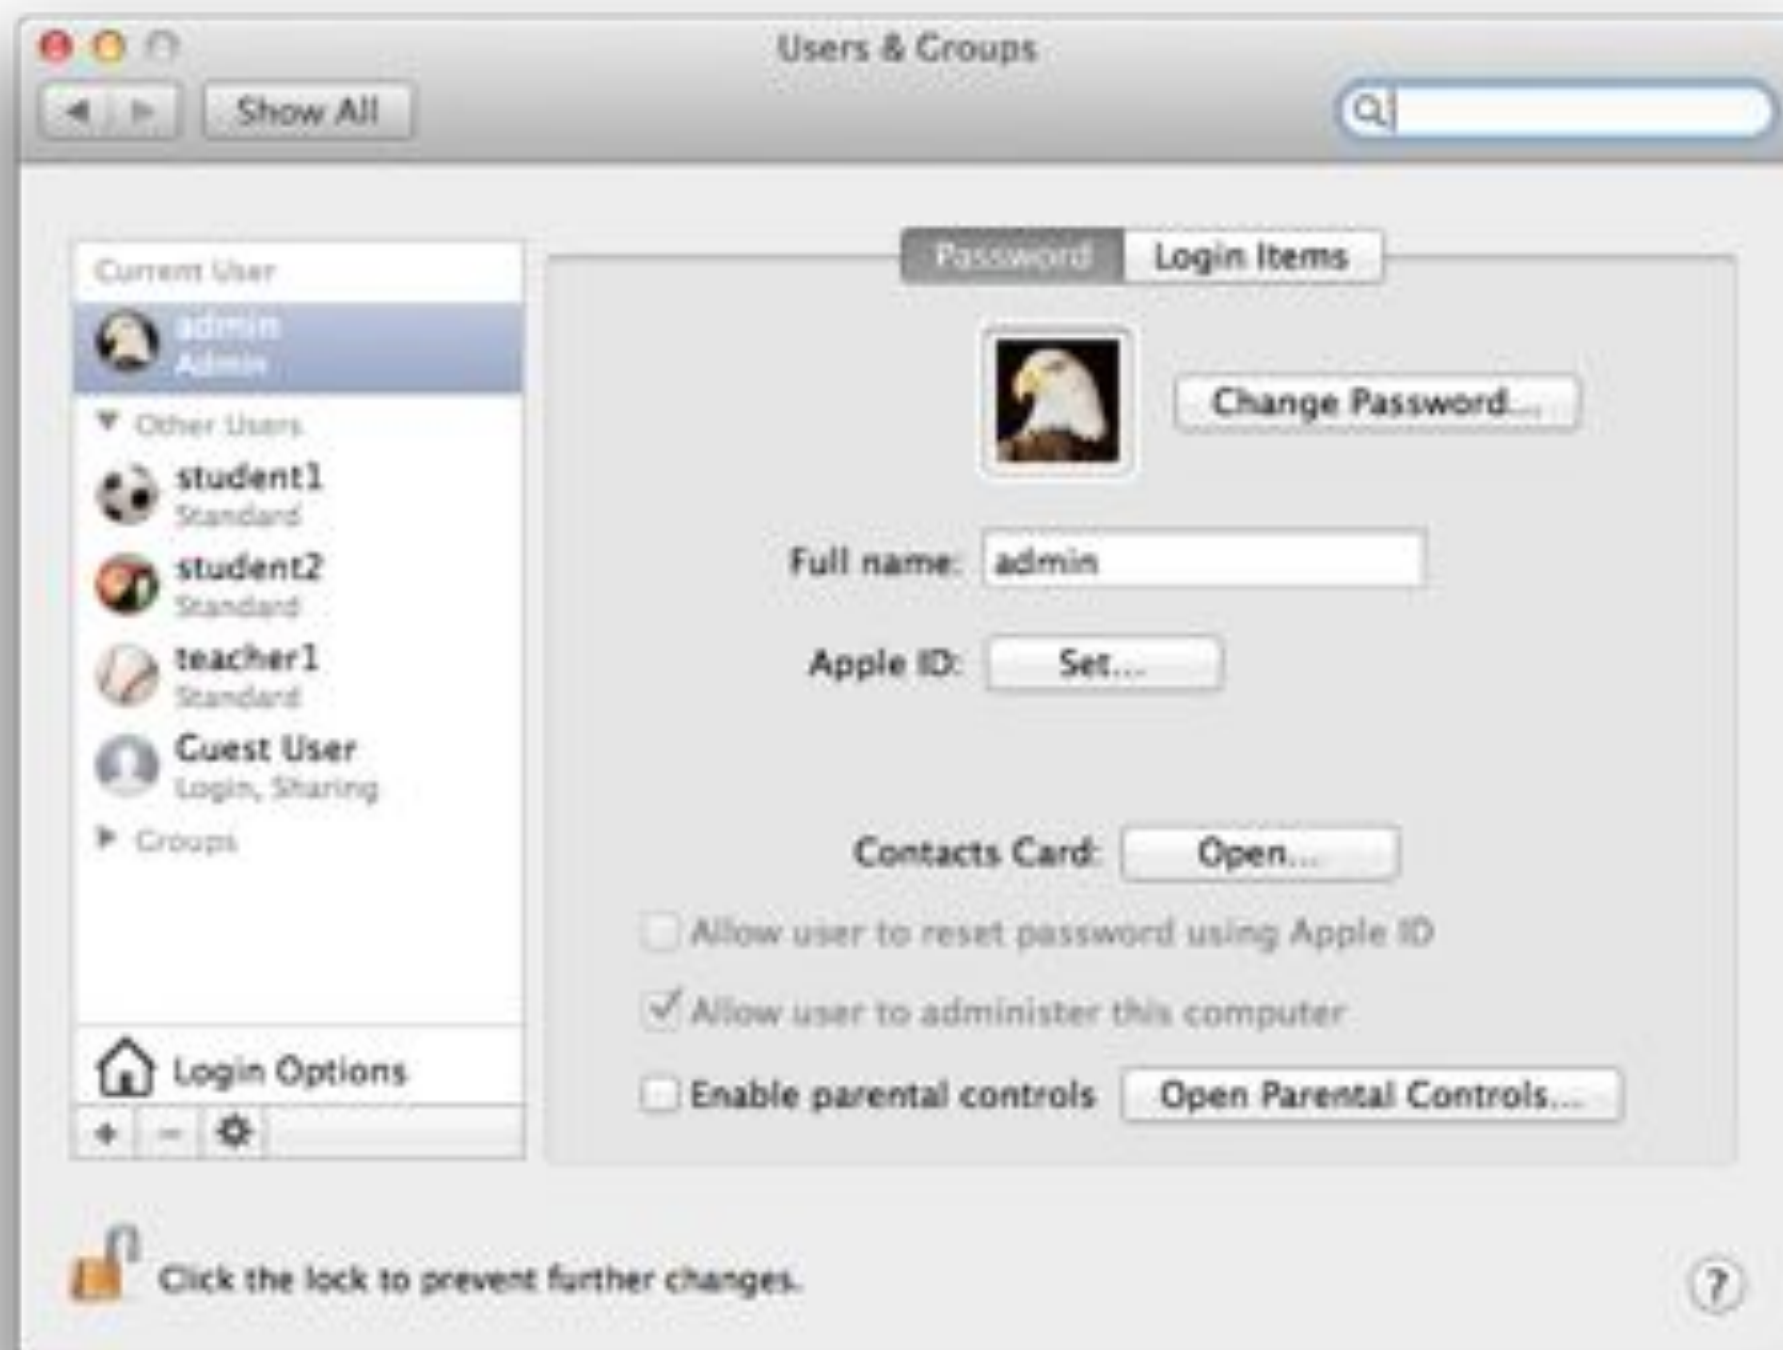 Users & Groups
Show All
Current User
admin
Admin
Other Users
student1
Standard
student2
Standard
teacher1
Standard
Guest User
Login, Sharing
Groups
Login Options
+ −
Password Login Items
Change Password...
Full name: admin
Apple ID: Set...
Contacts Card: Open...
Allow user to reset password using Apple ID
Allow user to administer this computer
Enable parental controls Open Parental Controls...
Click the lock to prevent further changes.
?